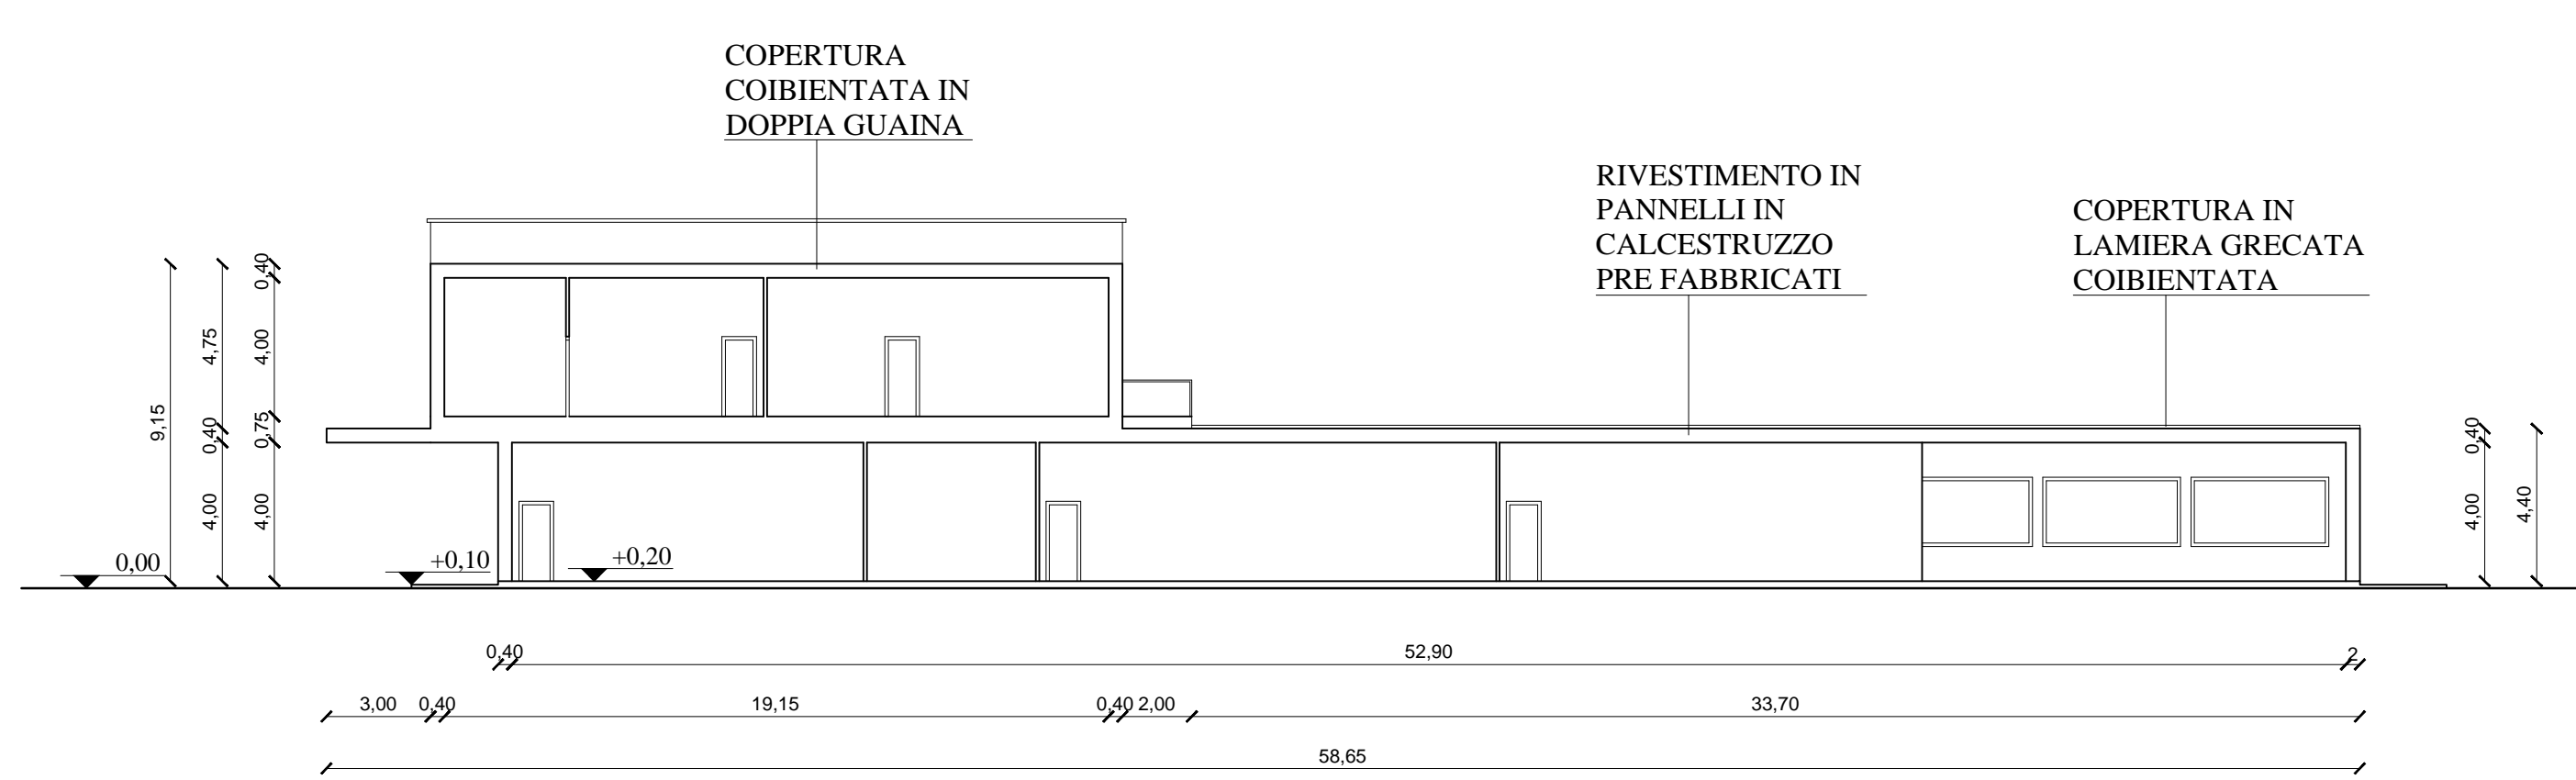 COPERTURA
COIBIENTATA IN
DOPPIA GUAINA
RIVESTIMENTO IN
PANNELLI IN
CALCESTRUZZO
PRE FABBRICATI
COPERTURA IN
LAMIERA GRECATA
COIBIENTATA
9,15
4,75
0,40
4,00
0,40
4,00
0,75
4,00
0,40
4,00
4,40
0,00
+0,10
+0,20
0,40
52,90
2
3,00
0,40
19,15
0,40
2,00
33,70
58,65